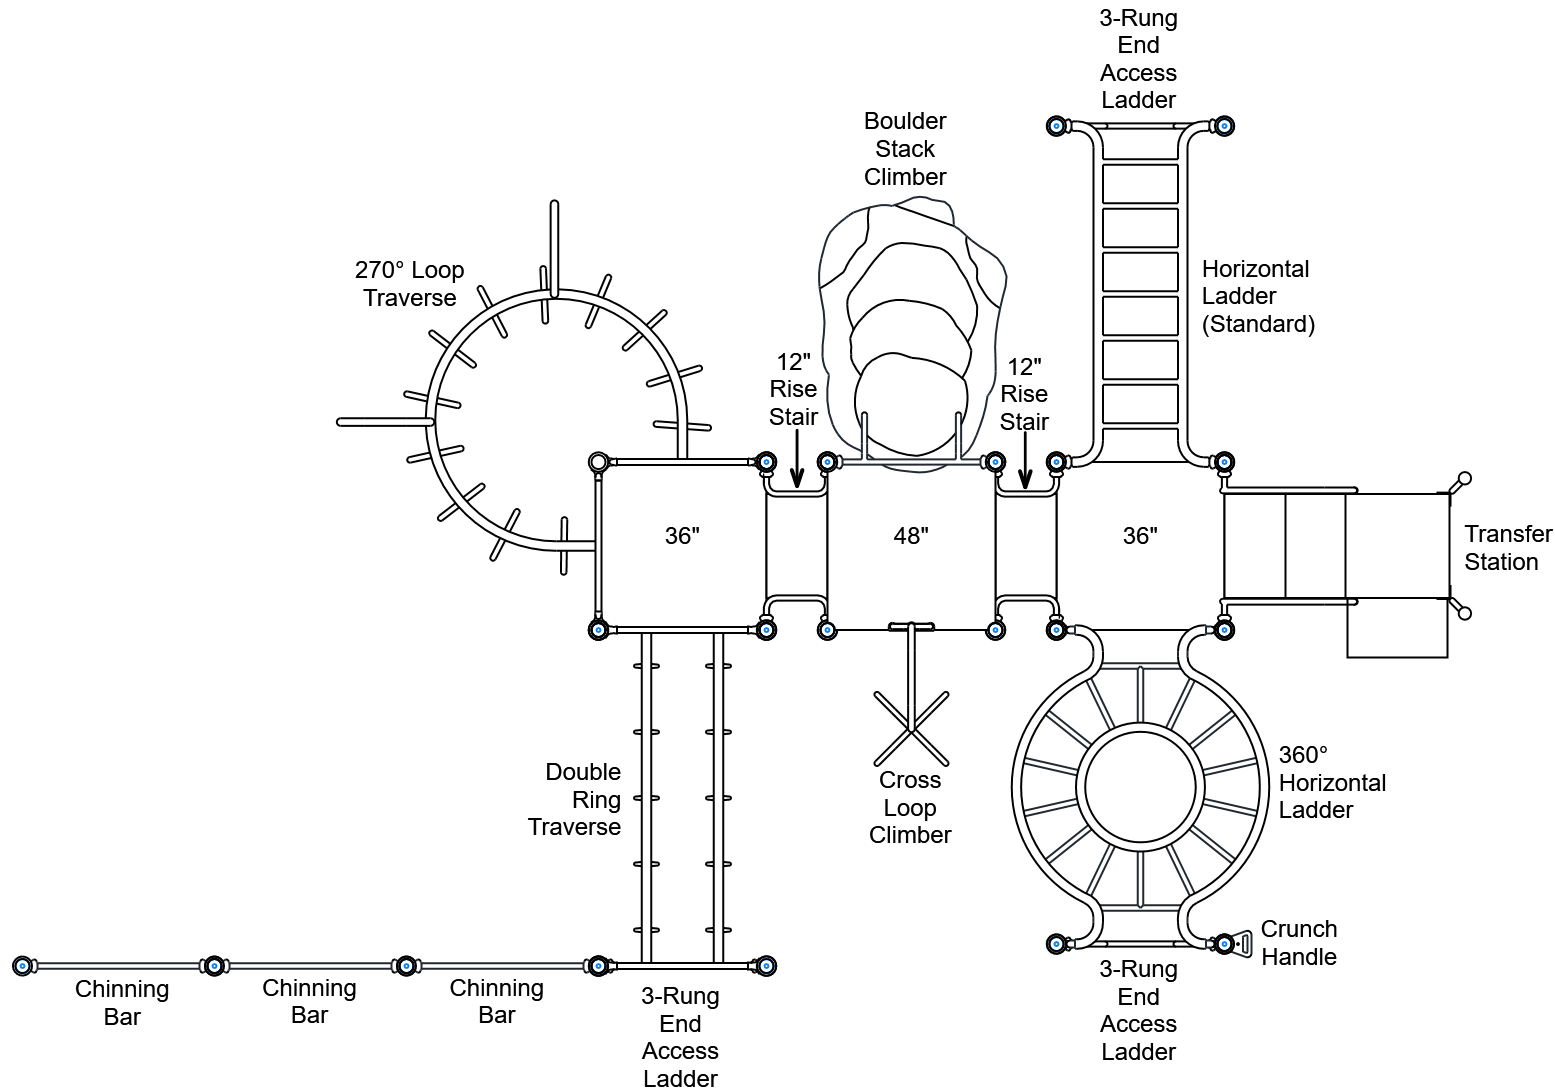 3-Rung
End
Access
Ladder
Boulder
Stack
Climber
270° Loop
Traverse
Horizontal
Ladder
(Standard)
12"
Rise
Stair
12"
Rise
Stair
36"
48"
36"
Transfer
Station
Double
Ring
Traverse
Cross
Loop
Climber
360°
Horizontal
Ladder
Crunch
Handle
Chinning
Bar
Chinning
Bar
Chinning
Bar
3-Rung
End
Access
Ladder
3-Rung
End
Access
Ladder